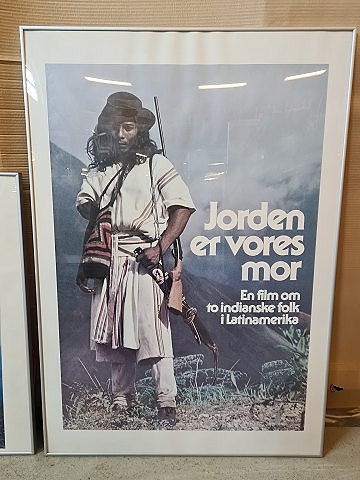 Jorden
er vores
mor
En film om
to indianske folk
i Latinamerika